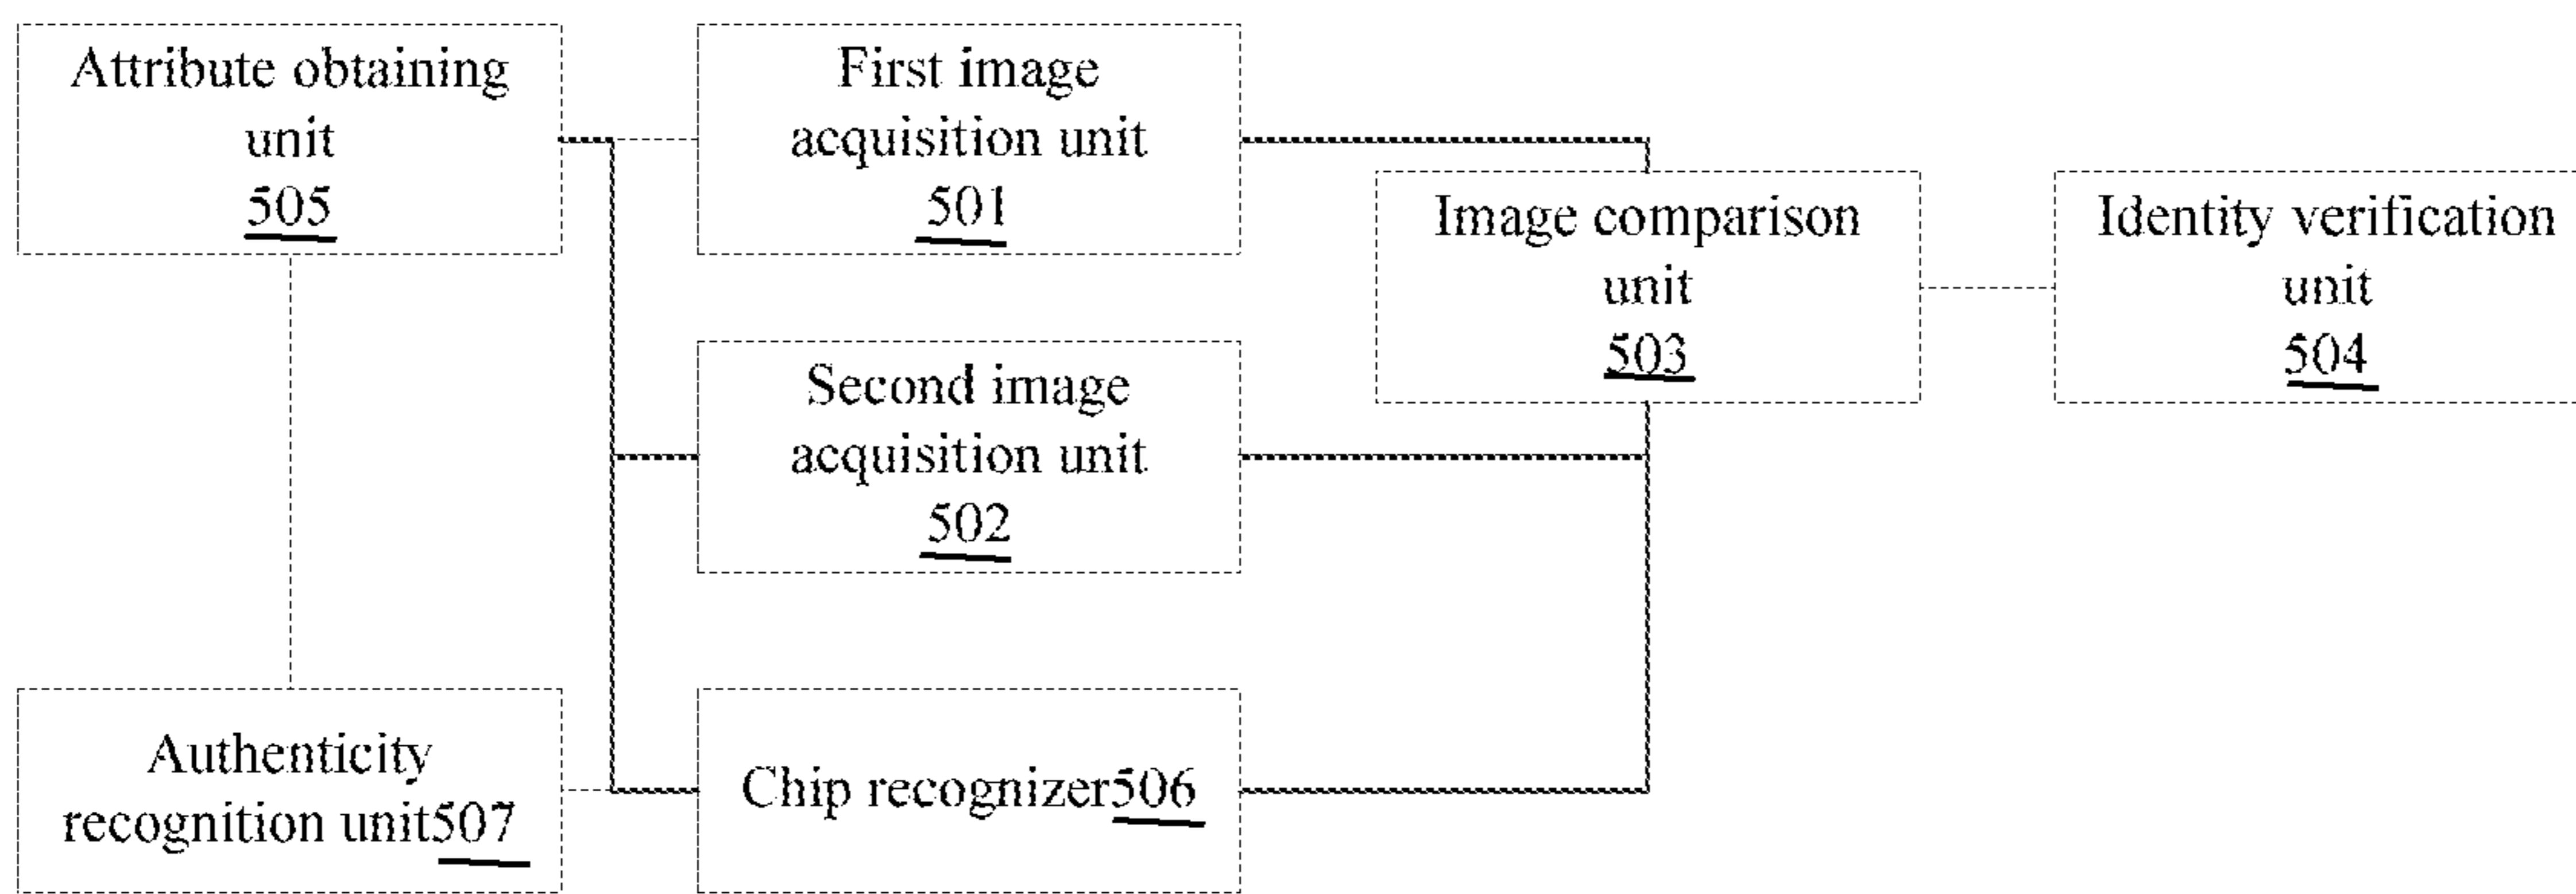 Attribute obtaining
unit
505
First image
acquisition unit
501
Second image
acquisition unit
502
Image comparison
unit
503
Identity verification
unit
504
Authenticity
recognition unit507
Chip recognizer506